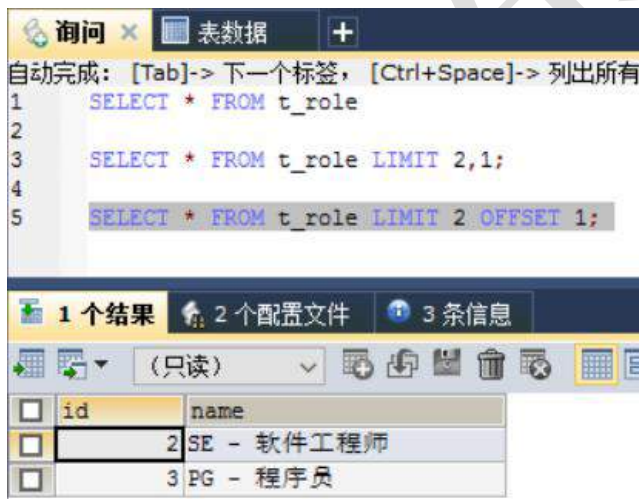 询问 × 表数据 +
自动完成: [Tab]-> 下一个标签, [Ctrl+Space]-> 列出所有
1 SELECT * FROM t_role
2
3 SELECT * FROM t_role LIMIT 2,1;
4
5 SELECT * FROM t_role LIMIT 2 OFFSET 1;
1 个结果 2 个配置文件 3 条信息
(只读)
id name
2 SE - 软件工程师
3 PG - 程序员